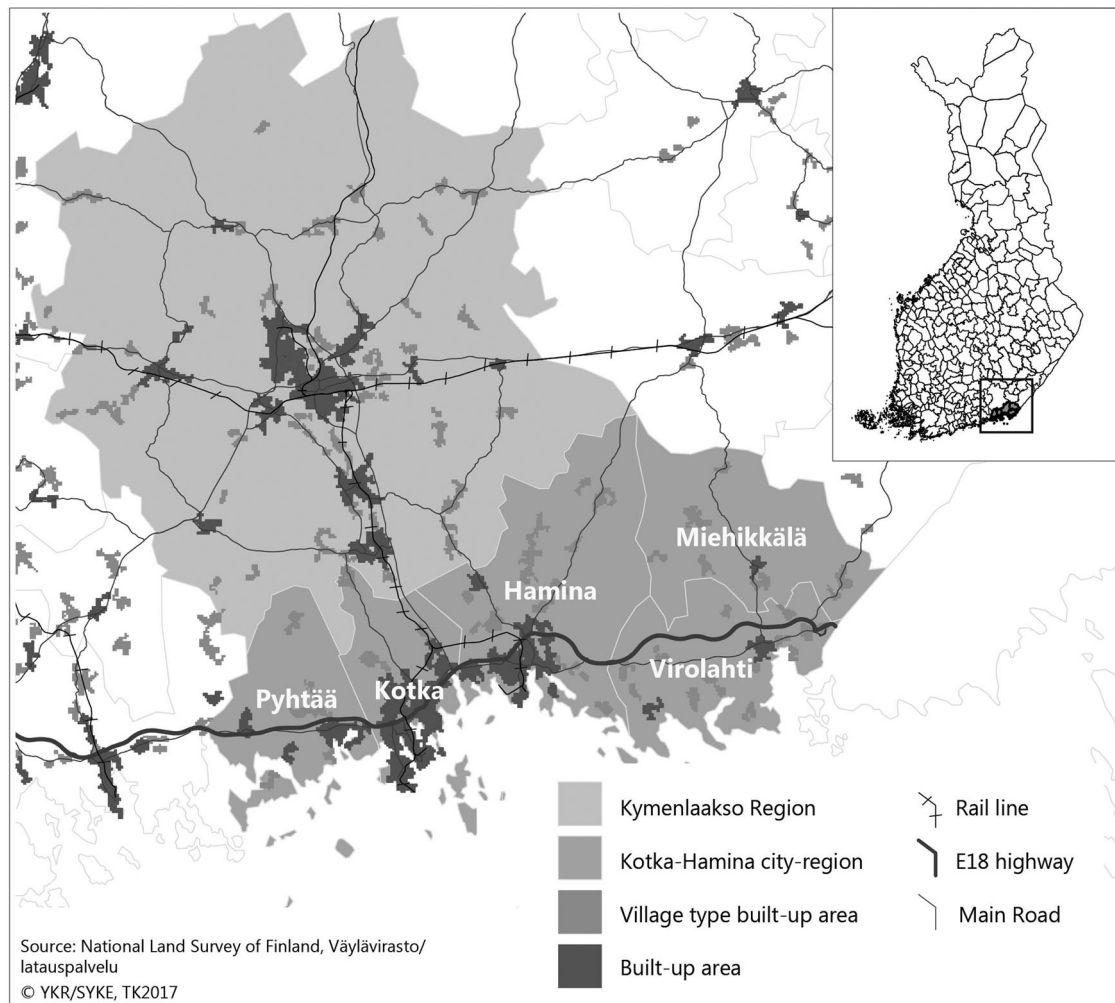 Miehikkälä
Hamina
Virolahti
Pyhtää
Kotka
Kymenlaakso Region
Kotka-Hamina city-region
Village type built-up area
Built-up area
Rail line
E18 highway
Main Road
Source: National Land Survey of Finland, Väylävirasto/
latauspalvelu
© YKR/SYKE, TK2017